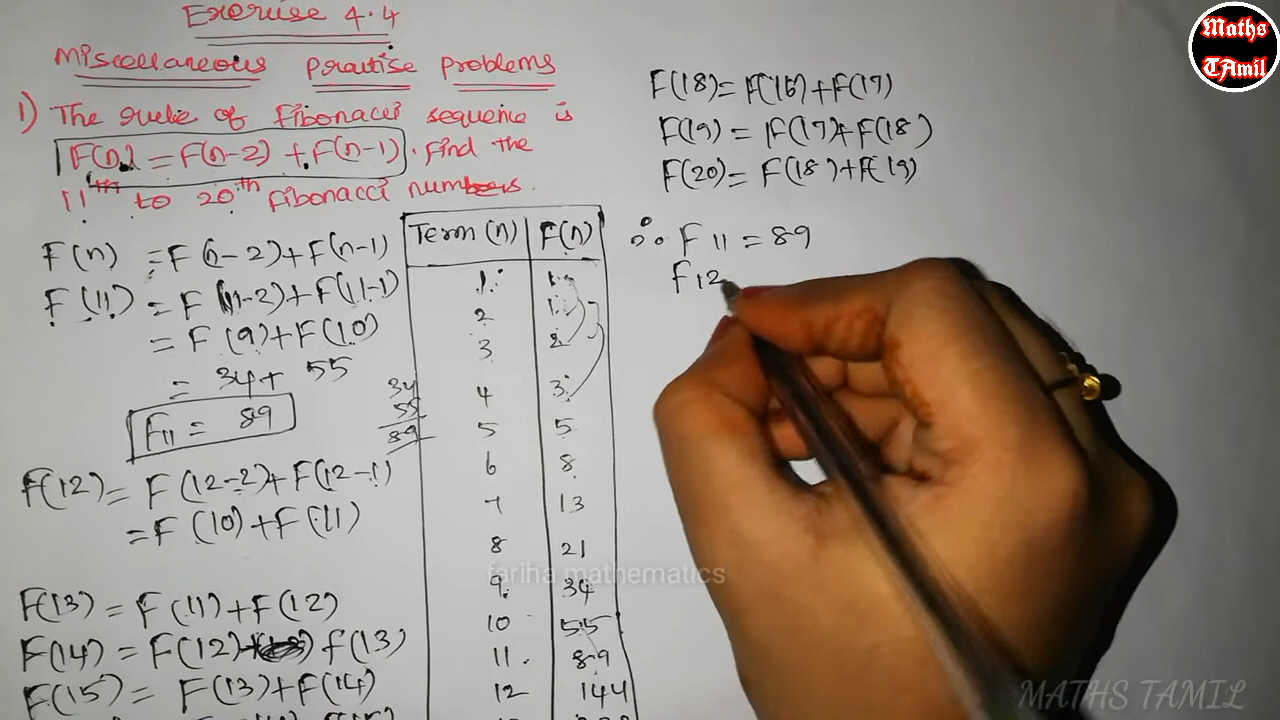 Exercise 4.4
Miscellaneous Practise Problems
1) The rule of Fibonacci sequence is
F(n) = F(n-2) + F(n-1). Find the
11th to 20th Fibonacci numbers.
F(n) = F(n-2)+F(n-1)
F(11) = F(11-2)+F(11-1)
= F(9)+F(10)
= 34+ 55
F11 = 89
34
55
89
F(12) = F(12-2)+F(12-1)
= F(10)+F(11)
F(13) = F(11)+F(12)
F(14) = F(12)+ f(13)
F(15) = F(13)+F(14)
Term (n) F(n)
1 1
2 1
3 2
4 3
5 5
6 8
7 13
8 21
9 34
10 55
11 89
12 144
F(18)= F(16)+F(17)
F(19) = F(17)+F(18)
F(20)= F(18)+F(19)
∴ F11 = 89
F12
Maths
TAmil
fariha mathematics
MATHS TAMIL